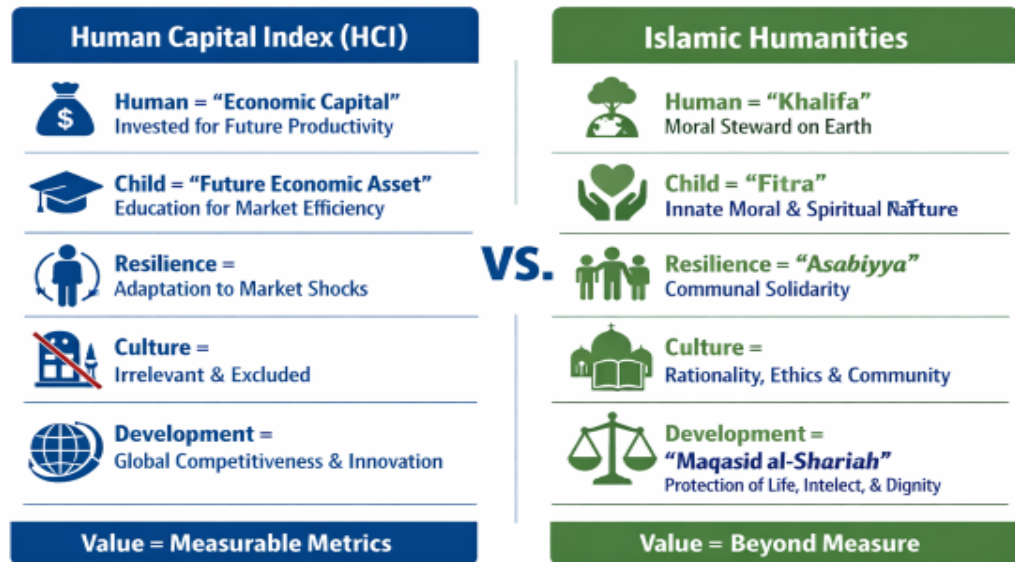 Human Capital Index (HCI)
Human = “Economic Capital”
Invested for Future Productivity
Child = “Future Economic Asset”
Education for Market Efficiency
Resilience =
Adaptation to Market Shocks
Culture =
Irrelevant & Excluded
Development =
Global Competitiveness & Innovation
Value = Measurable Metrics
VS.
Islamic Humanities
Human = “Khalifa”
Moral Steward on Earth
Child = “Fitra”
Innate Moral & Spiritual
Resilience = “Asabiyya”
Communal Solidarity
Culture =
Rationality, Ethics & Community
Development =
“Maqasid al-Shariah”
Protection of Life, Intelect, & Dignity
Value = Beyond Measure
$